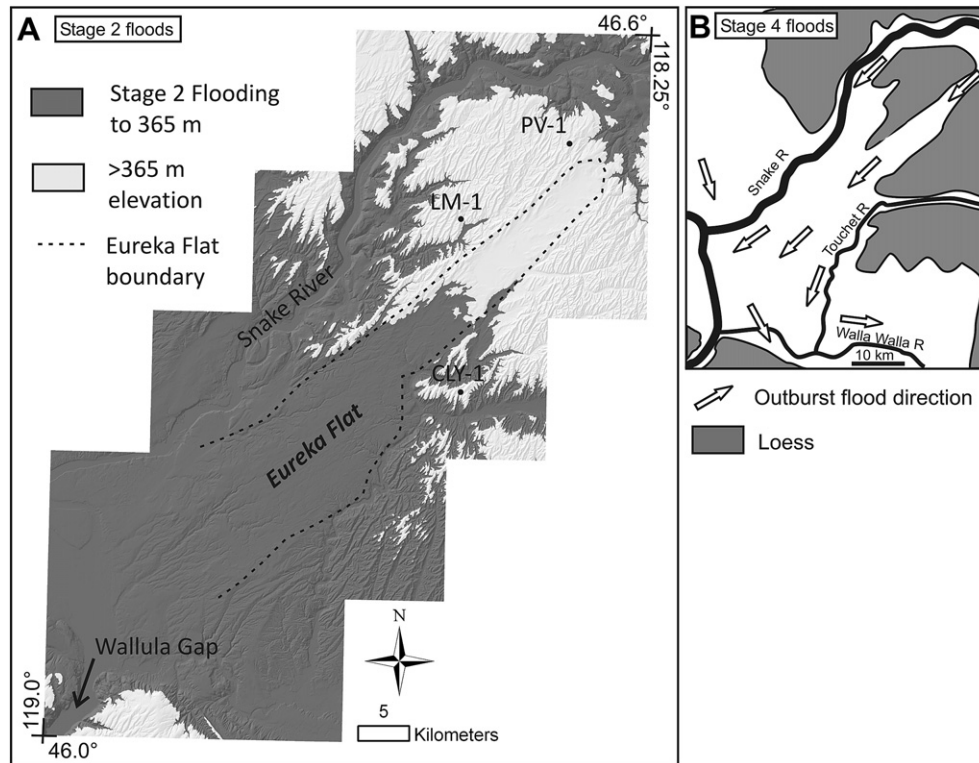 A
Stage 2 floods
46.6°
118.25°
Stage 2 Flooding
to 365 m
>365 m
elevation
Eureka Flat
boundary
PV-1
LM-1
Snake River
CLY-1
Eureka Flat
Wallula Gap
N
5
Kilometers
119.0°
46.0°
B
Stage 4 floods
Snake R
Touchet R
Walla Walla R
10 km
Outburst flood direction
Loess